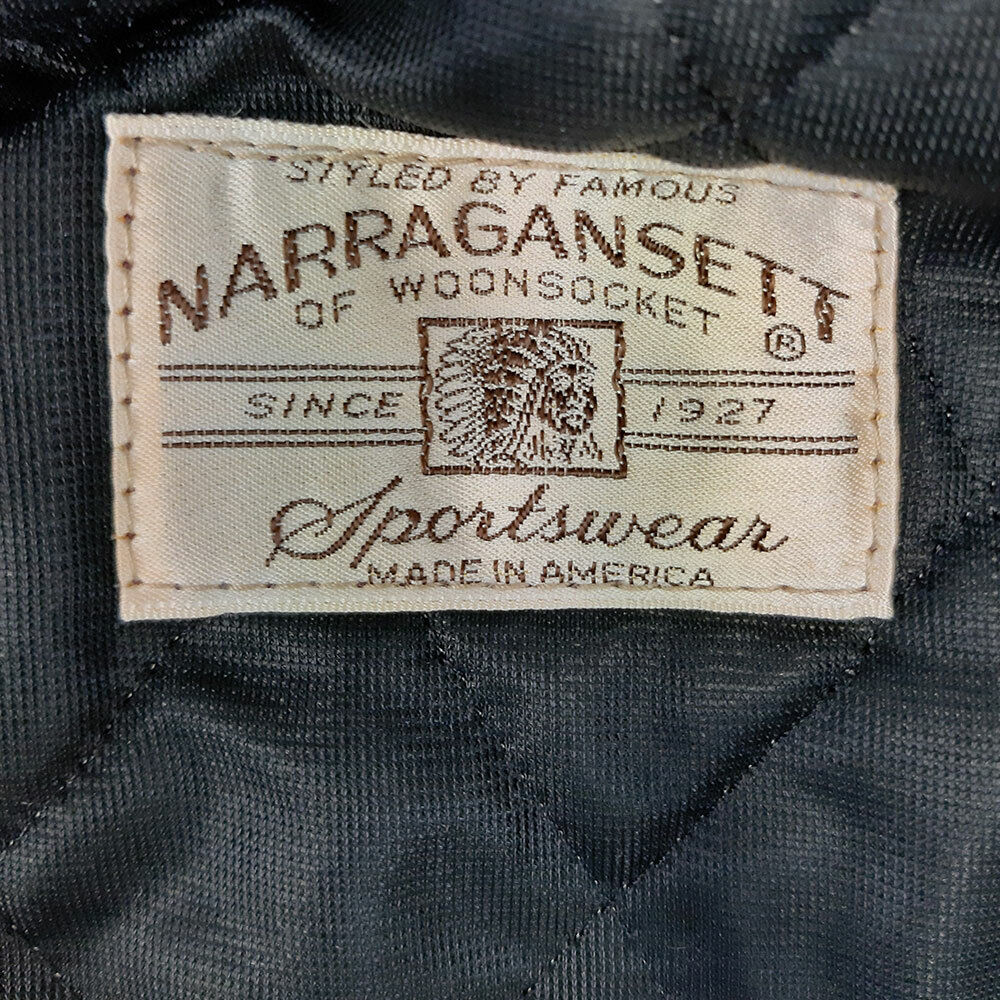 STYLED BY FAMOUS
NARRAGANSETT
OF WOONSOCKET
®
SINCE 1927
Sportswear
MADE IN AMERICA